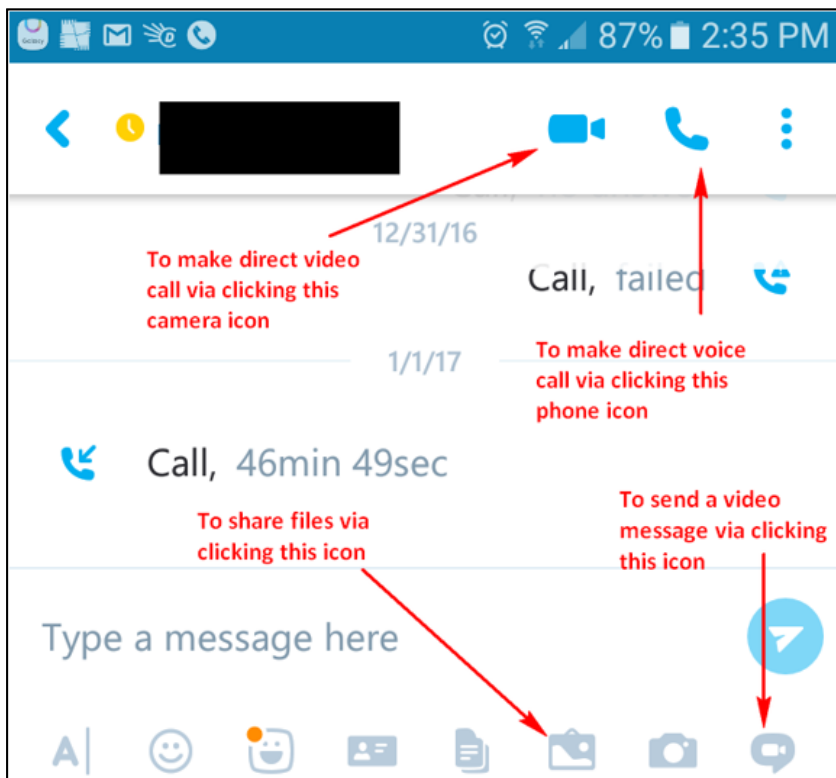 87% 2:35 PM
12/31/16
To make direct video
call via clicking this
camera icon
Call, failed
To make direct voice
call via clicking this
phone icon
1/1/17
Call, 46min 49sec
To share files via
clicking this icon
To send a video
message via clicking
this icon
Type a message here
A|